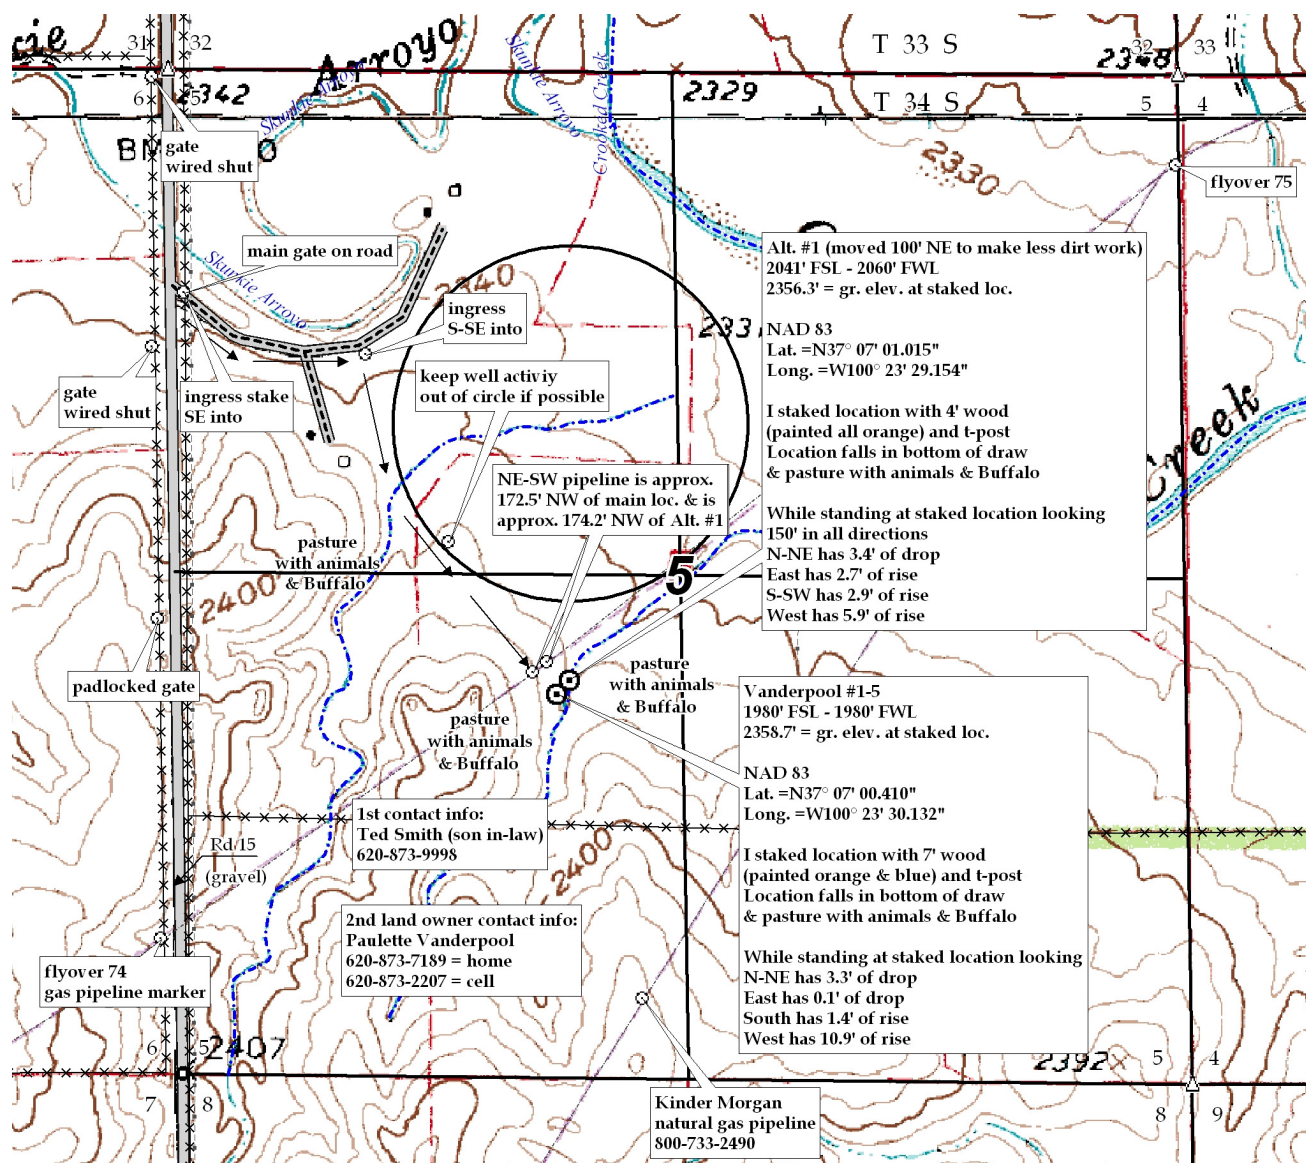 31
32
T 33 S
32
33
2348
Arroyo
Skunkie Arroyo
Skunkie Arroyo
Crooked Creek
6
5
2342
2329
T 34 S
5
4
gate
wired shut
2330
flyover 75
main gate on road
Skunkie Arroyo
2340
ingress
S-SE into
Alt. #1 (moved 100' NE to make less dirt work)
2041' FSL - 2060' FWL
2356.3' = gr. elev. at staked loc.
NAD 83
Lat. =N37° 07' 01.015"
Long. =W100° 23' 29.154"
I staked location with 4' wood
(painted all orange) and t-post
Location falls in bottom of draw
& pasture with animals & Buffalo
While standing at staked location looking
150' in all directions
N-NE has 3.4' of drop
East has 2.7' of rise
S-SW has 2.9' of rise
West has 5.9' of rise
gate
wired shut
ingress stake
SE into
keep well activiy
out of circle if possible
Creek
NE-SW pipeline is approx.
172.5' NW of main loc. & is
approx. 174.2' NW of Alt. #1
pasture
with animals
& Buffalo
5
2400
padlocked gate
pasture
with animals
& Buffalo
pasture
with animals
& Buffalo
Vanderpool #1-5
1980' FSL - 1980' FWL
2358.7' = gr. elev. at staked loc.
NAD 83
Lat. =N37° 07' 00.410"
Long. =W100° 23' 30.132"
I staked location with 7' wood
(painted orange & blue) and t-post
Location falls in bottom of draw
& pasture with animals & Buffalo
While standing at staked location looking
N-NE has 3.3' of drop
East has 0.1' of drop
South has 1.4' of rise
West has 10.9' of rise
1st contact info:
Ted Smith (son in-law)
620-873-9998
Rd 15
(gravel)
2400
2nd land owner contact info:
Paulette Vanderpool
620-873-7189 = home
620-873-2207 = cell
flyover 74
gas pipeline marker
6
5
2407
2392
5
4
7
8
8
9
Kinder Morgan
natural gas pipeline
800-733-2490